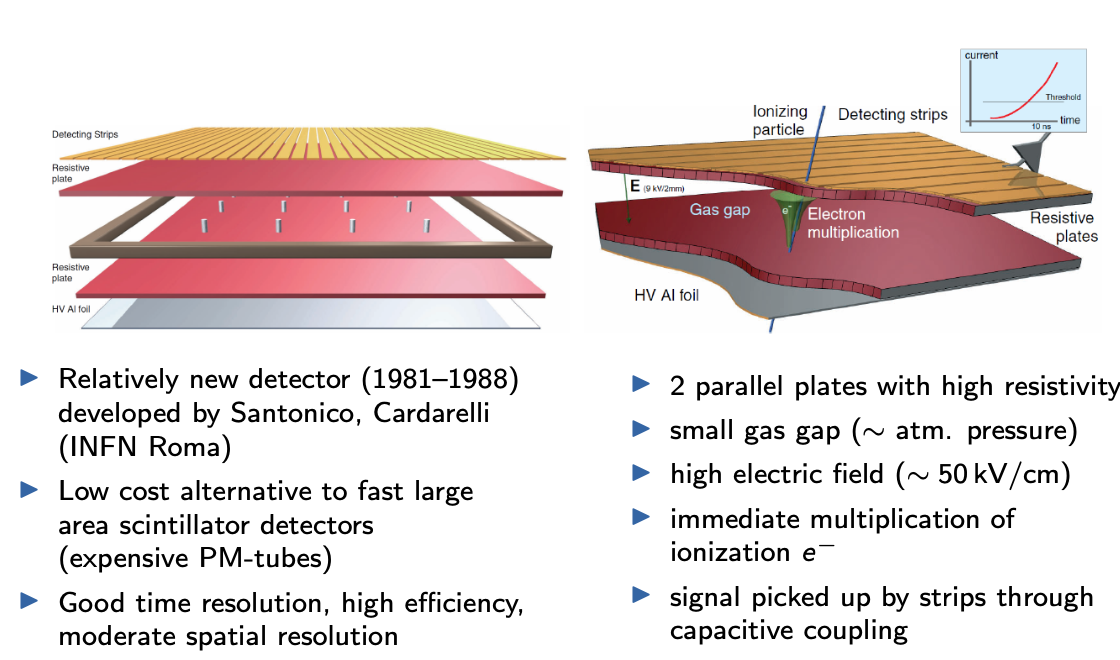 Detecting Strips
Resistive
plate
Resistive
plate
HV Al foil
current
Threshold
time
10 ns
Ionizing
particle
Detecting strips
E (9 kV/2mm)
Gas gap
e⁻
Electron
multiplication
Resistive
plates
HV Al foil
▶ Relatively new detector (1981–1988)
developed by Santonico, Cardarelli
(INFN Roma)
▶ Low cost alternative to fast large
area scintillator detectors
(expensive PM-tubes)
▶ Good time resolution, high efficiency,
moderate spatial resolution
▶ 2 parallel plates with high resistivity
▶ small gas gap (∼ atm. pressure)
▶ high electric field (∼ 50 kV/cm)
▶ immediate multiplication of
ionization e⁻
▶ signal picked up by strips through
capacitive coupling